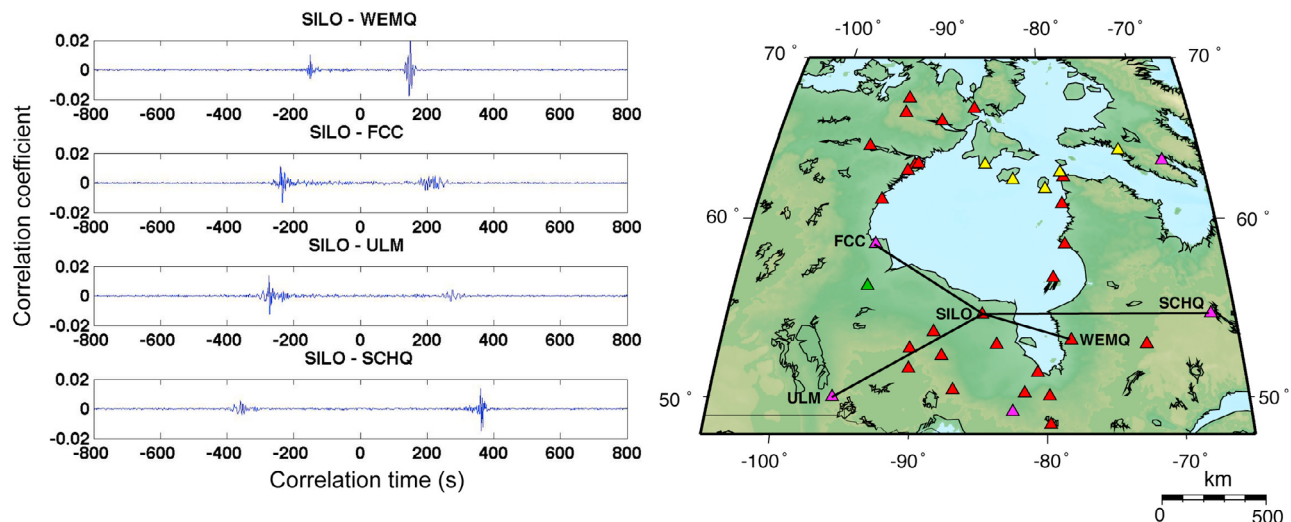 SILO - WEMQ
0.02
0
-0.02
-800 -600 -400 -200 0 200 400 600 800
SILO - FCC
0.02
0
-0.02
-800 -600 -400 -200 0 200 400 600 800
SILO - ULM
0.02
0
-0.02
-800 -600 -400 -200 0 200 400 600 800
SILO - SCHQ
0.02
0
-0.02
-800 -600 -400 -200 0 200 400 600 800
Correlation coefficient
Correlation time (s)
-100° -90° -80° -70°
70° 70°
60° 60°
FCC
SCHQ
SILO
WEMQ
ULM
50° 50°
-100° -90° -80° -70°
km
0 500